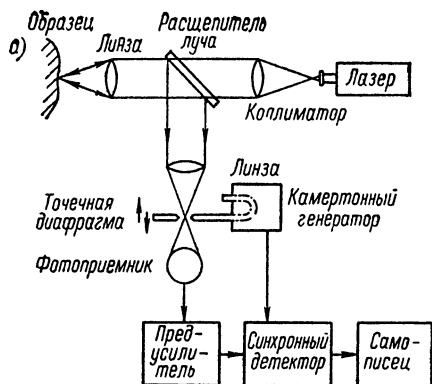 Образец
а)
Линза
Расщепитель
луча
Лазер
Коллиматор
Линза
Точечная
диафрагма
Камертонный
генератор
Фотоприемник
Пред-
усили-
тель
Синхронный
детектор
Само-
писец